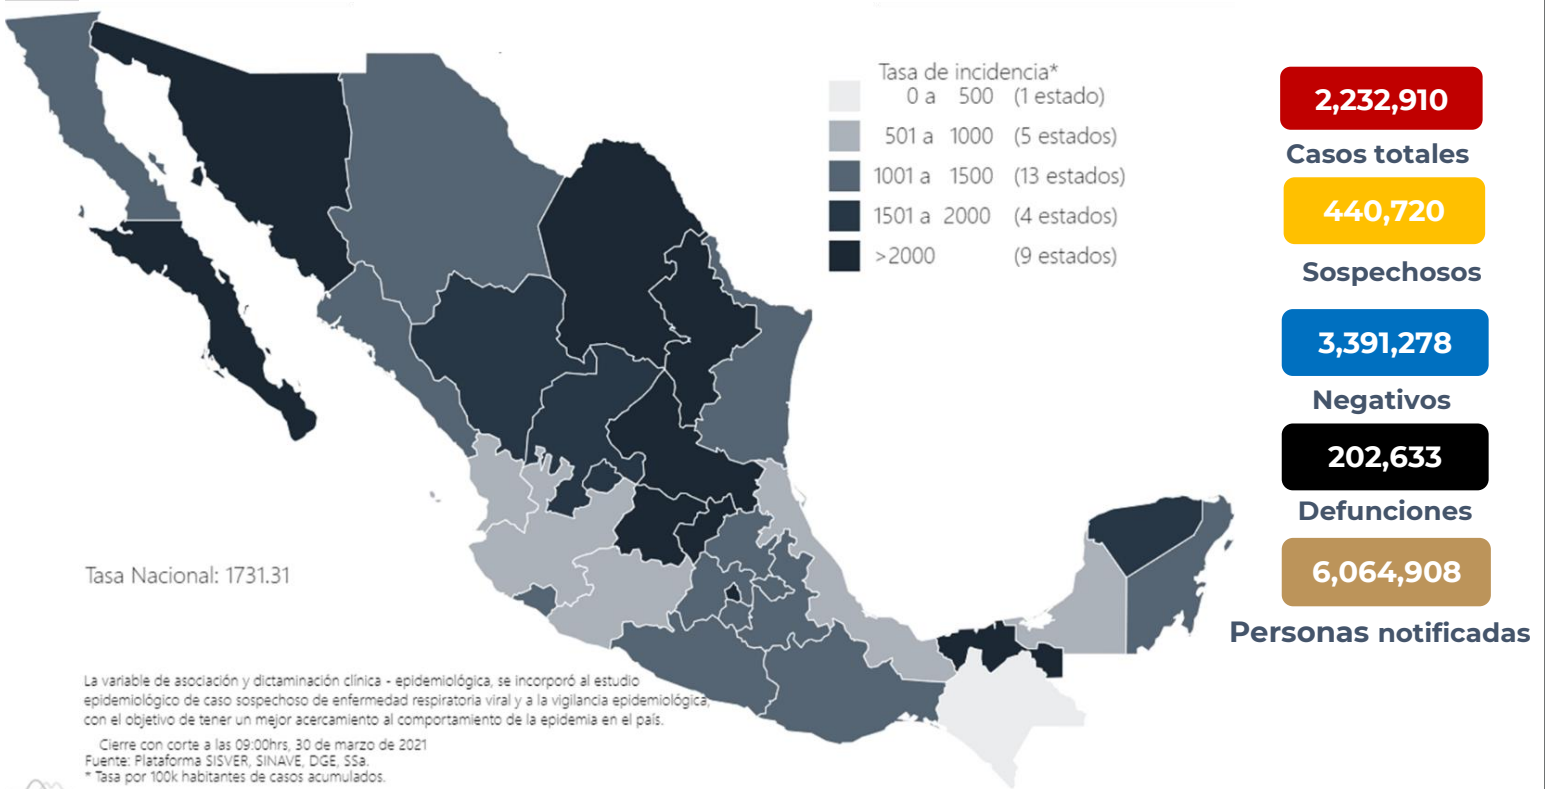 Tasa de incidencia*
0 a 500 (1 estado)
501 a 1000 (5 estados)
1001 a 1500 (13 estados)
1501 a 2000 (4 estados)
>2000 (9 estados)
2,232,910
Casos totales
440,720
Sospechosos
3,391,278
Negativos
202,633
Defunciones
6,064,908
Personas notificadas
Tasa Nacional: 1731.31
La variable de asociación y dictaminación clínica - epidemiológica, se incorporó al estudio
epidemiológico de caso sospechoso de enfermedad respiratoria viral y a la vigilancia epidemiológica,
con el objetivo de tener un mejor acercamiento al comportamiento de la epidemia en el país.
Cierre con corte a las 09:00hrs, 30 de marzo de 2021
Fuente: Plataforma SISVER, SINAVE, DGE, SSa.
* Tasa por 100k habitantes de casos acumulados.